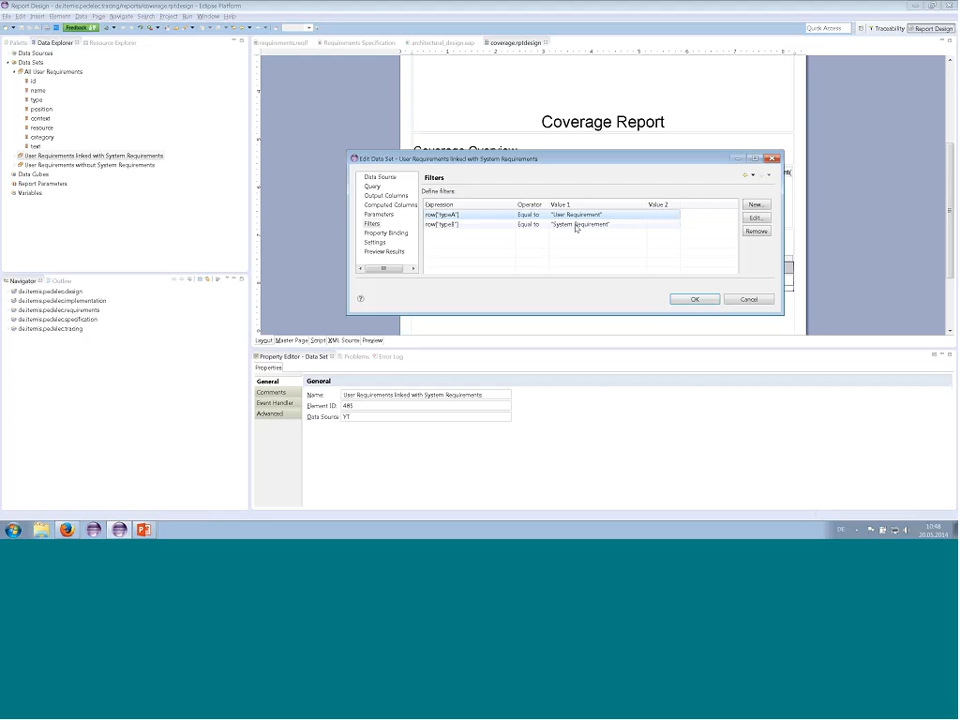 Report Design - de.itemis.pedelec.tracing/reports/coverage.rptdesign - Eclipse Platform
File Edit Insert Element Data Page Navigate Search Project Run Window Help
Feedback
Quick Access
Traceability
Report Design
Palette
Data Explorer
Resource Explorer
Data Sources
Data Sets
All User Requirements
id
name
type
position
context
resource
category
text
User Requirements linked with System Requirements
User Requirements without System Requirements
Data Cubes
Report Parameters
Variables
Navigator
Outline
de.itemis.pedelec.design
de.itemis.pedelec.implementation
de.itemis.pedelec.requirements
de.itemis.pedelec.specification
de.itemis.pedelec.tracing
requirements.reqif
Requirements Specification
architectural_design.eap
coverage.rptdesign
Coverage Report
Coverage Overview
Edit Data Set - User Requirements linked with System Requirements
Data Source
Query
Output Columns
Computed Columns
Parameters
Filters
Property Binding
Settings
Preview Results
Filters
Define filters:
Expression Operator Value 1 Value 2
row["typeA"] Equal to "User Requirement"
row["typeB"] Equal to "System Requirement"
New...
Edit...
Remove
OK
Cancel
Layout Master Page Script XML Source Preview
Property Editor - Data Set
Problems
Error Log
Properties
General
Comments
Event Handler
Advanced
General
Name: User Requirements linked with System Requirements
Element ID: 485
Data Source: YT
DE
10:48
20.05.2014